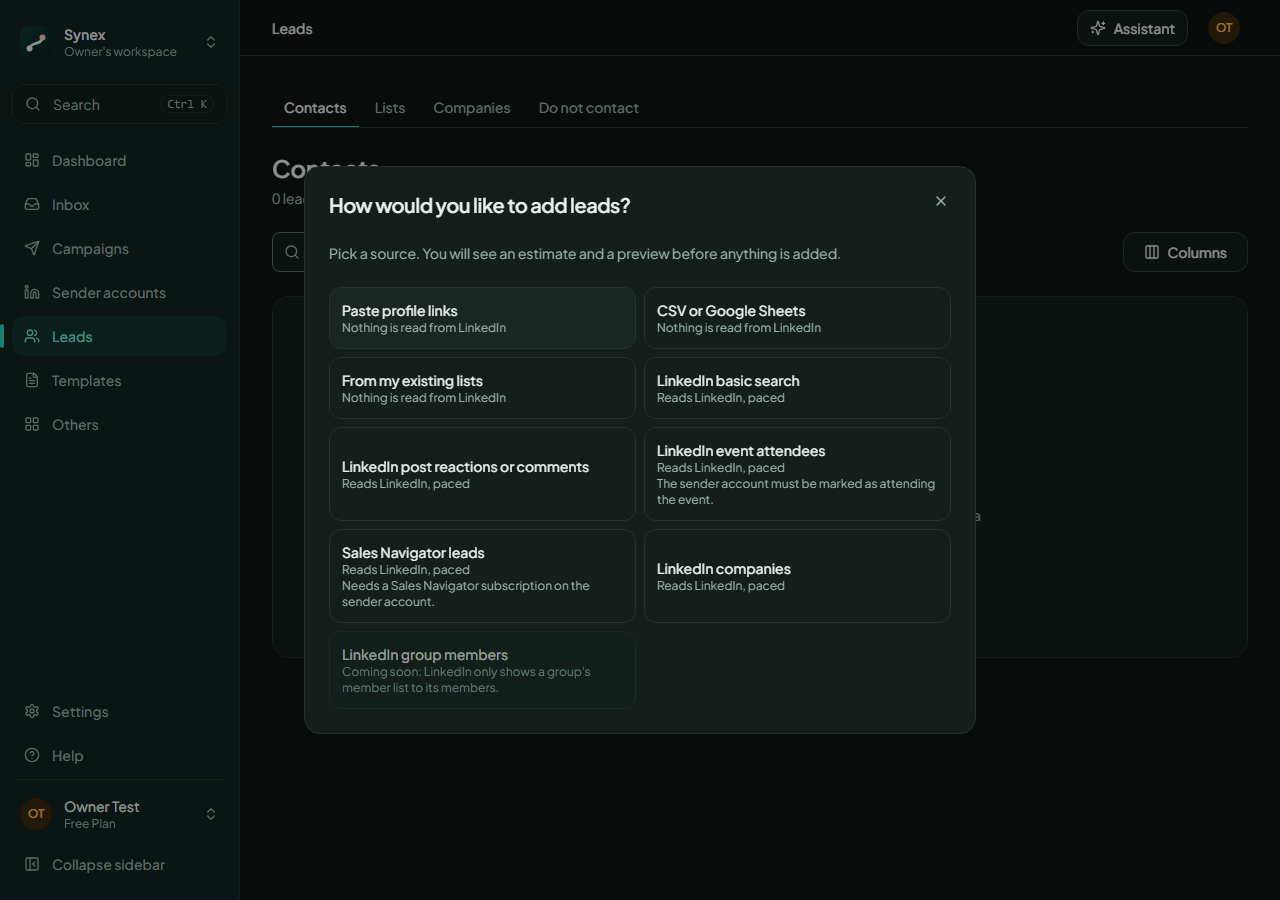 Synex
Owner's workspace
Search
Ctrl K
Dashboard
Inbox
Campaigns
Sender accounts
Leads
Templates
Others
Settings
Help
OT
Owner Test
Free Plan
Collapse sidebar
Leads
Assistant
OT
Contacts
Lists
Companies
Do not contact
0
Columns
How would you like to add leads?
Pick a source. You will see an estimate and a preview before anything is added.
Paste profile links
Nothing is read from LinkedIn
CSV or Google Sheets
Nothing is read from LinkedIn
From my existing lists
Nothing is read from LinkedIn
LinkedIn basic search
Reads LinkedIn, paced
LinkedIn post reactions or comments
Reads LinkedIn, paced
LinkedIn event attendees
Reads LinkedIn, paced
The sender account must be marked as attending
the event.
Sales Navigator leads
Reads LinkedIn, paced
Needs a Sales Navigator subscription on the
sender account.
LinkedIn companies
Reads LinkedIn, paced
LinkedIn group members
Coming soon: LinkedIn only shows a group's
member list to its members.